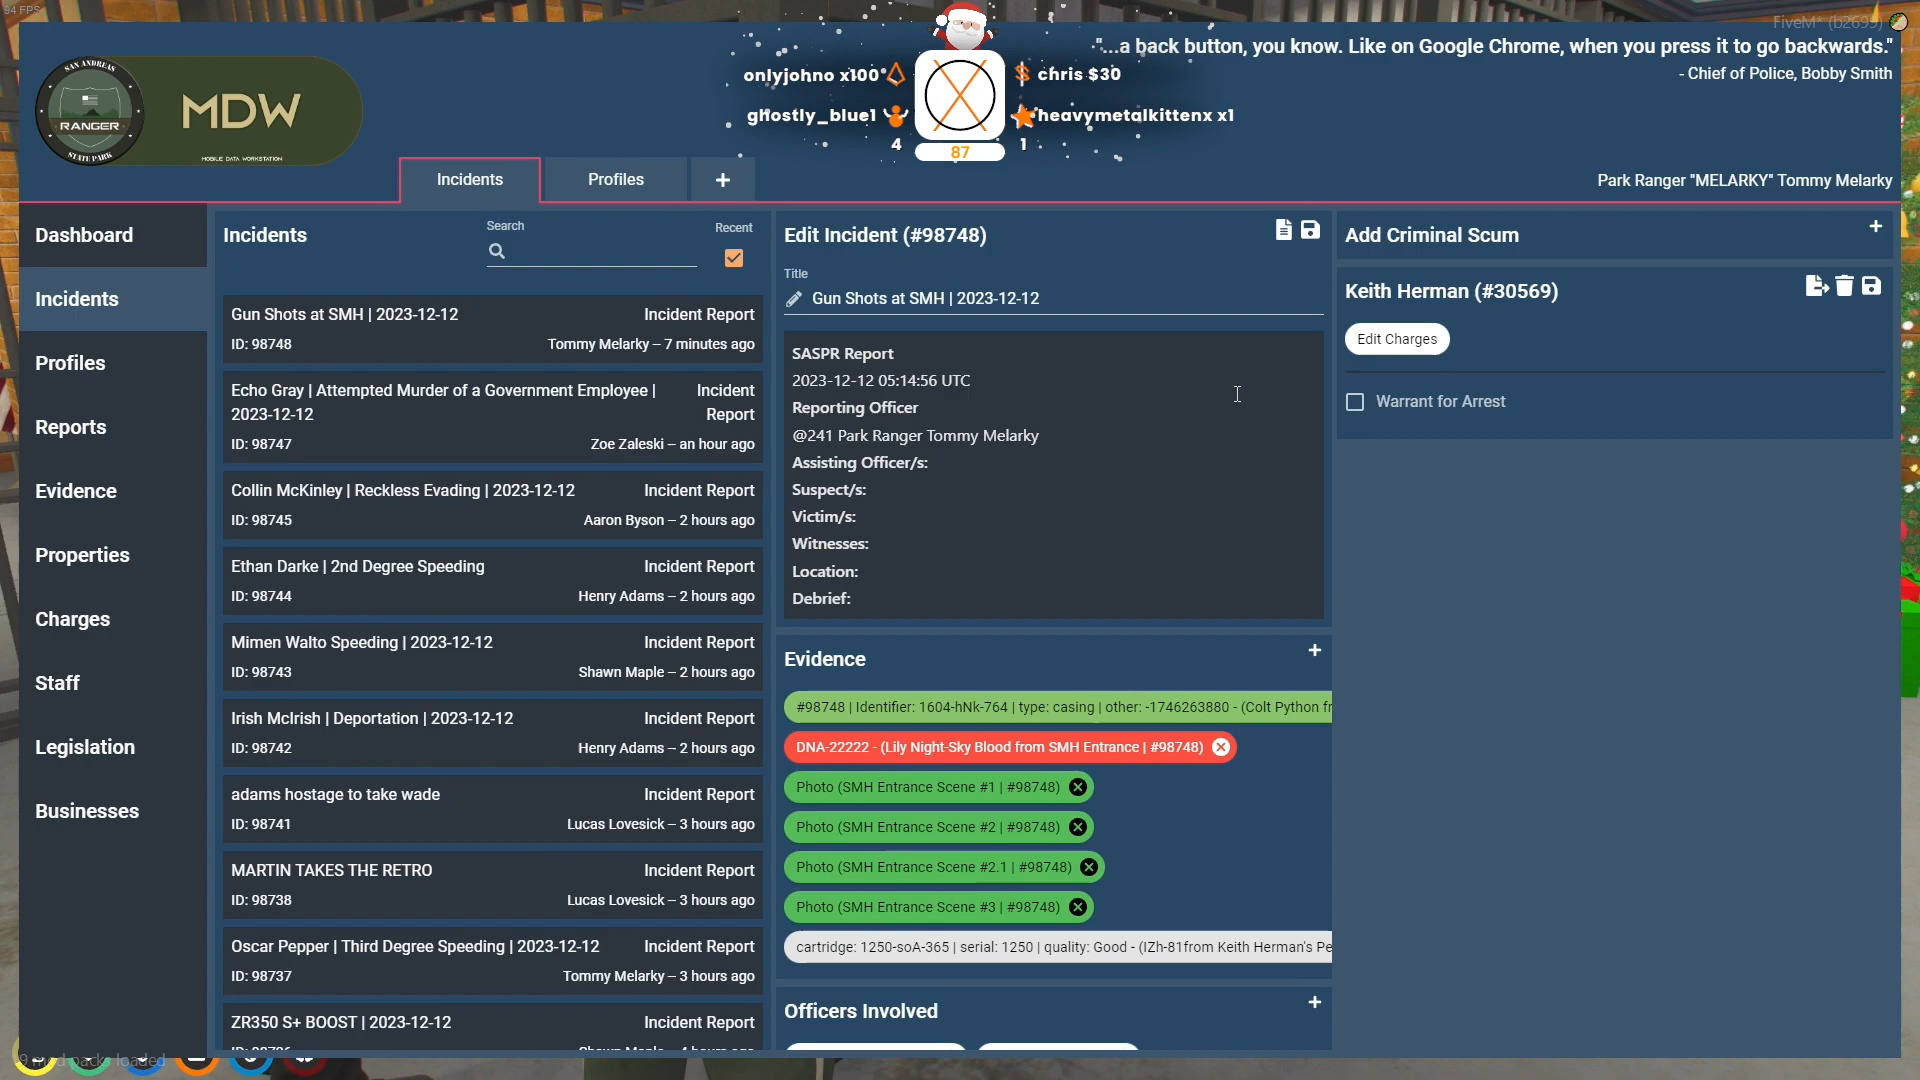 94 FPS
FiveM* (b2699)
"...a back button, you know. Like on Google Chrome, when you press it to go backwards."
- Chief of Police, Bobby Smith
onlyjohno x100
chris $30
ghostly_blue1
heavymetalkittenx x1
4
87
1
SAN ANDREAS
RANGER
STATE PARK
MDW
MOBILE DATA WORKSTATION
Incidents
Profiles
+
Park Ranger "MELARKY" Tommy Melarky
Dashboard
Incidents
Profiles
Reports
Evidence
Properties
Charges
Staff
Legislation
Businesses
Incidents
Search
Recent
Gun Shots at SMH | 2023-12-12
Incident Report
ID: 98748
Tommy Melarky – 7 minutes ago
Echo Gray | Attempted Murder of a Government Employee |
2023-12-12
Incident
Report
ID: 98747
Zoe Zaleski – an hour ago
Collin McKinley | Reckless Evading | 2023-12-12
Incident Report
ID: 98745
Aaron Byson – 2 hours ago
Ethan Darke | 2nd Degree Speeding
Incident Report
ID: 98744
Henry Adams – 2 hours ago
Mimen Walto Speeding | 2023-12-12
Incident Report
ID: 98743
Shawn Maple – 2 hours ago
Irish McIrish | Deportation | 2023-12-12
Incident Report
ID: 98742
Henry Adams – 2 hours ago
adams hostage to take wade
Incident Report
ID: 98741
Lucas Lovesick – 3 hours ago
MARTIN TAKES THE RETRO
Incident Report
ID: 98738
Lucas Lovesick – 3 hours ago
Oscar Pepper | Third Degree Speeding | 2023-12-12
Incident Report
ID: 98737
Tommy Melarky – 3 hours ago
ZR350 S+ BOOST | 2023-12-12
Incident Report
Edit Incident (#98748)
Title
Gun Shots at SMH | 2023-12-12
SASPR Report
2023-12-12 05:14:56 UTC
Reporting Officer
@241 Park Ranger Tommy Melarky
Assisting Officer/s:
Suspect/s:
Victim/s:
Witnesses:
Location:
Debrief:
Evidence
+
#98748 | Identifier: 1604-hNk-764 | type: casing | other: -1746263880 - (Colt Python fr
DNA-22222 - (Lily Night-Sky Blood from SMH Entrance | #98748)
Photo (SMH Entrance Scene #1 | #98748)
Photo (SMH Entrance Scene #2 | #98748)
Photo (SMH Entrance Scene #2.1 | #98748)
Photo (SMH Entrance Scene #3 | #98748)
cartridge: 1250-soA-365 | serial: 1250 | quality: Good - (IZh-81from Keith Herman's Pe
Officers Involved
+
Add Criminal Scum
+
Keith Herman (#30569)
Edit Charges
Warrant for Arrest